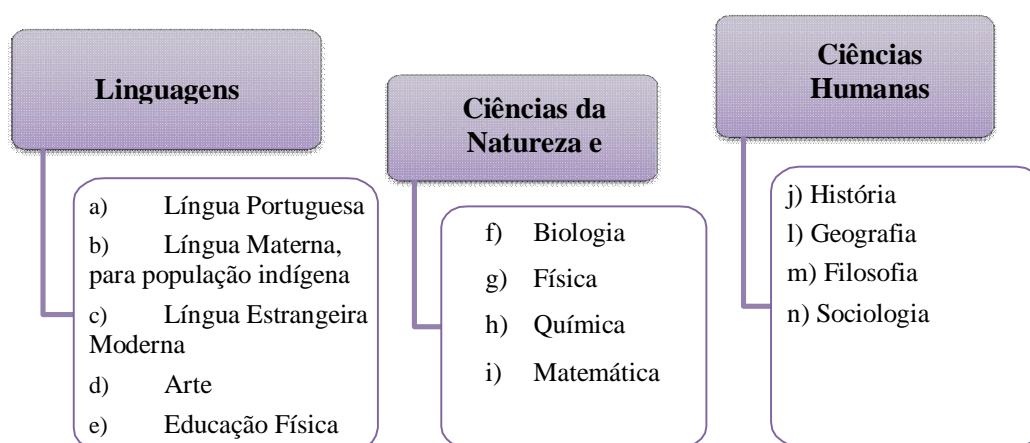 Linguagens
a) Língua Portuguesa
b) Língua Materna,
para população indígena
c) Língua Estrangeira
Moderna
d) Arte
e) Educação Física
Ciências da
Natureza e
f) Biologia
g) Física
h) Química
i) Matemática
Ciências
Humanas
j) História
l) Geografia
m) Filosofia
n) Sociologia